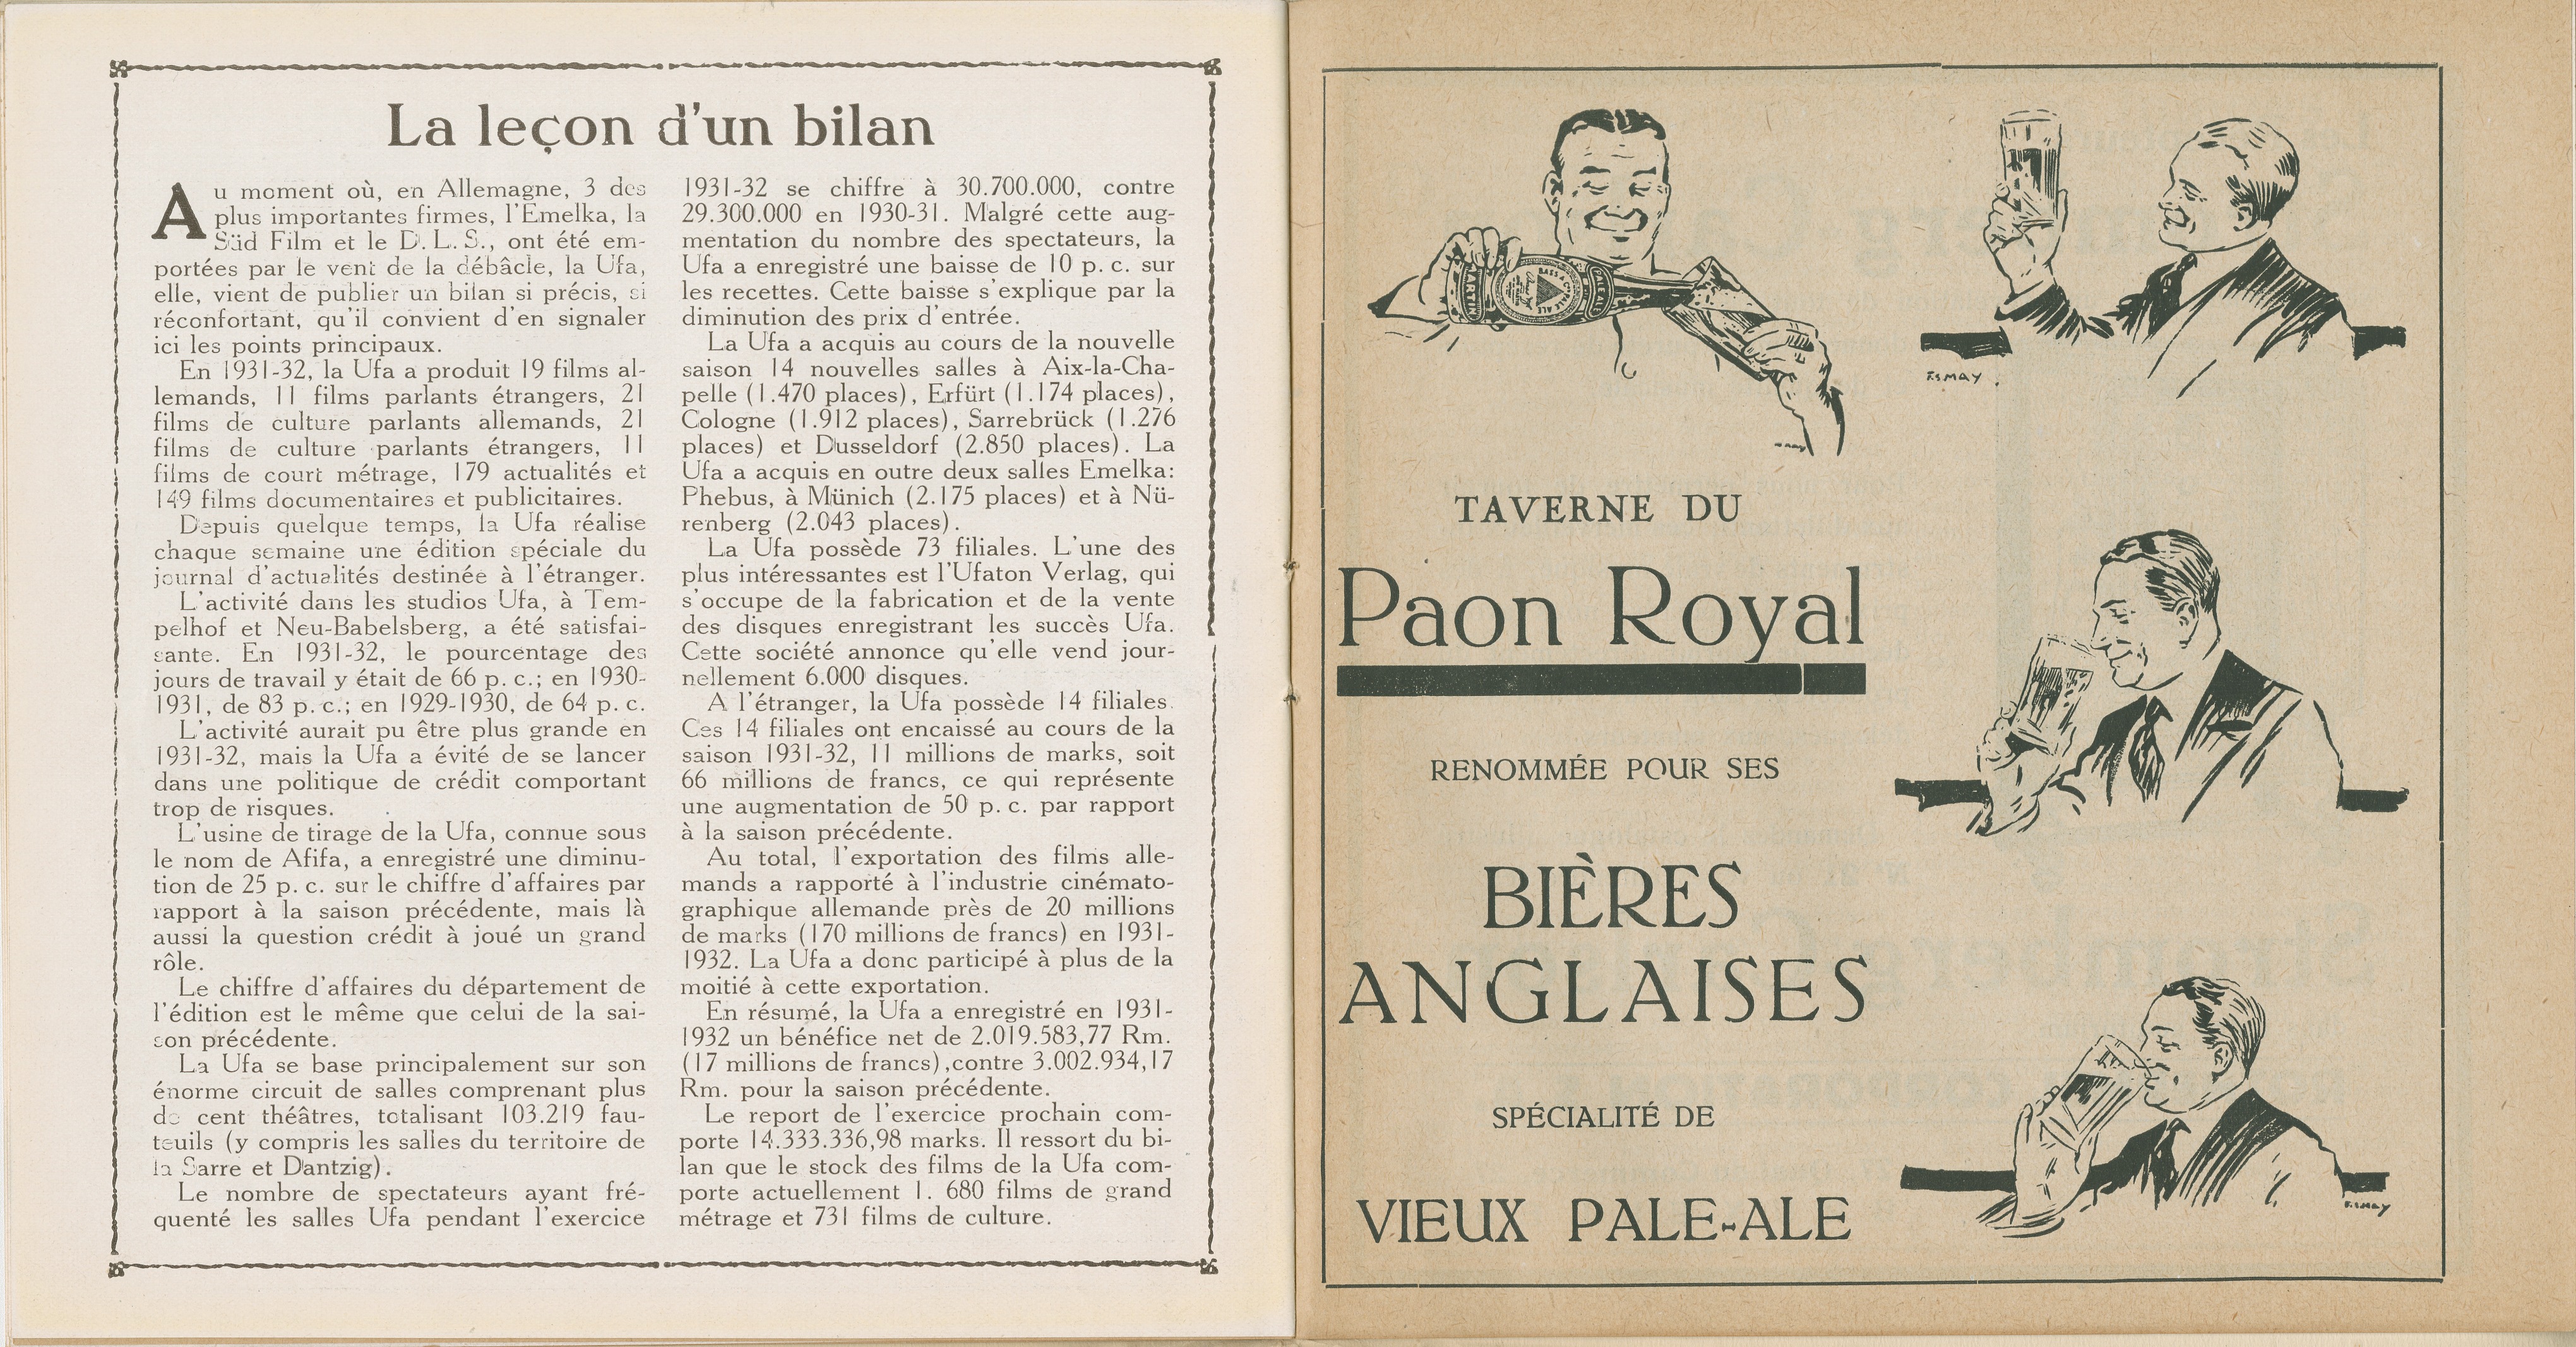 La leçon d'un bilan
Au moment où, en Allemagne, 3 des
plus importantes firmes, l'Emelka, la
Süd Film et le D. L. S., ont été em-
portées par le vent de la débâcle, la Ufa,
elle, vient de publier un bilan si précis, si
réconfortant, qu'il convient d'en signaler
ici les points principaux.
En 1931-32, la Ufa a produit 19 films al-
lemands, 11 films parlants étrangers, 21
films de culture parlants allemands, 21
films de culture parlants étrangers, 11
films de court métrage, 179 actualités et
149 films documentaires et publicitaires.
Depuis quelque temps, la Ufa réalise
chaque semaine une édition spéciale du
journal d'actualités destinée à l'étranger.
L'activité dans les studios Ufa, à Tem-
pelhof et Neu-Babelsberg, a été satisfai-
sante. En 1931-32, le pourcentage des
jours de travail y était de 66 p. c.; en 1930-
1931, de 83 p. c.; en 1929-1930, de 64 p. c.
L'activité aurait pu être plus grande en
1931-32, mais la Ufa a évité de se lancer
dans une politique de crédit comportant
trop de risques.
L'usine de tirage de la Ufa, connue sous
le nom de Afifa, a enregistré une diminu-
tion de 25 p. c. sur le chiffre d'affaires par
rapport à la saison précédente, mais là
aussi la question crédit à joué un grand
rôle.
Le chiffre d'affaires du département de
l'édition est le même que celui de la sai-
son précédente.
La Ufa se base principalement sur son
énorme circuit de salles comprenant plus
de cent théâtres, totalisant 103.219 fau-
teuils (y compris les salles du territoire de
la Sarre et Dantzig).
Le nombre de spectateurs ayant fré-
quenté les salles Ufa pendant l'exercice
1931-32 se chiffre à 30.700.000, contre
29.300.000 en 1930-31. Malgré cette aug-
mentation du nombre des spectateurs, la
Ufa a enregistré une baisse de 10 p. c. sur
les recettes. Cette baisse s'explique par la
diminution des prix d'entrée.
La Ufa a acquis au cours de la nouvelle
saison 14 nouvelles salles à Aix-la-Cha-
pelle (1.470 places), Erfürt (1.174 places),
Cologne (1.912 places), Sarrebrück (1.276
places) et Dusseldorf (2.850 places). La
Ufa a acquis en outre deux salles Emelka:
Phebus, à Münich (2.175 places) et à Nü-
renberg (2.043 places).
La Ufa possède 73 filiales. L'une des
plus intéressantes est l'Ufaton Verlag, qui
s'occupe de la fabrication et de la vente
des disques enregistrant les succès Ufa.
Cette société annonce qu'elle vend jour-
nellement 6.000 disques.
A l'étranger, la Ufa possède 14 filiales.
Ces 14 filiales ont encaissé au cours de la
saison 1931-32, 11 millions de marks, soit
66 millions de francs, ce qui représente
une augmentation de 50 p. c. par rapport
à la saison précédente.
Au total, l'exportation des films alle-
mands a rapporté à l'industrie cinémato-
graphique allemande près de 20 millions
de marks (170 millions de francs) en 1931-
1932. La Ufa a donc participé à plus de la
moitié à cette exportation.
En résumé, la Ufa a enregistré en 1931-
1932 un bénéfice net de 2.019.583,77 Rm.
(17 millions de francs) ,contre 3.002.934,17
Rm. pour la saison précédente.
Le report de l'exercice prochain com-
porte 14.333.336,98 marks. Il ressort du bi-
lan que le stock des films de la Ufa com-
porte actuellement 1. 680 films de grand
métrage et 731 films de culture.
MARTIN
BASS & CO'S PALE ALE
PALE ALE
F.S MAY.
TAVERNE DU
Paon Royal
RENOMMÉE POUR SES
BIÈRES
ANGLAISES
SPÉCIALITÉ DE
VIEUX PALE-ALE
F.S MAY